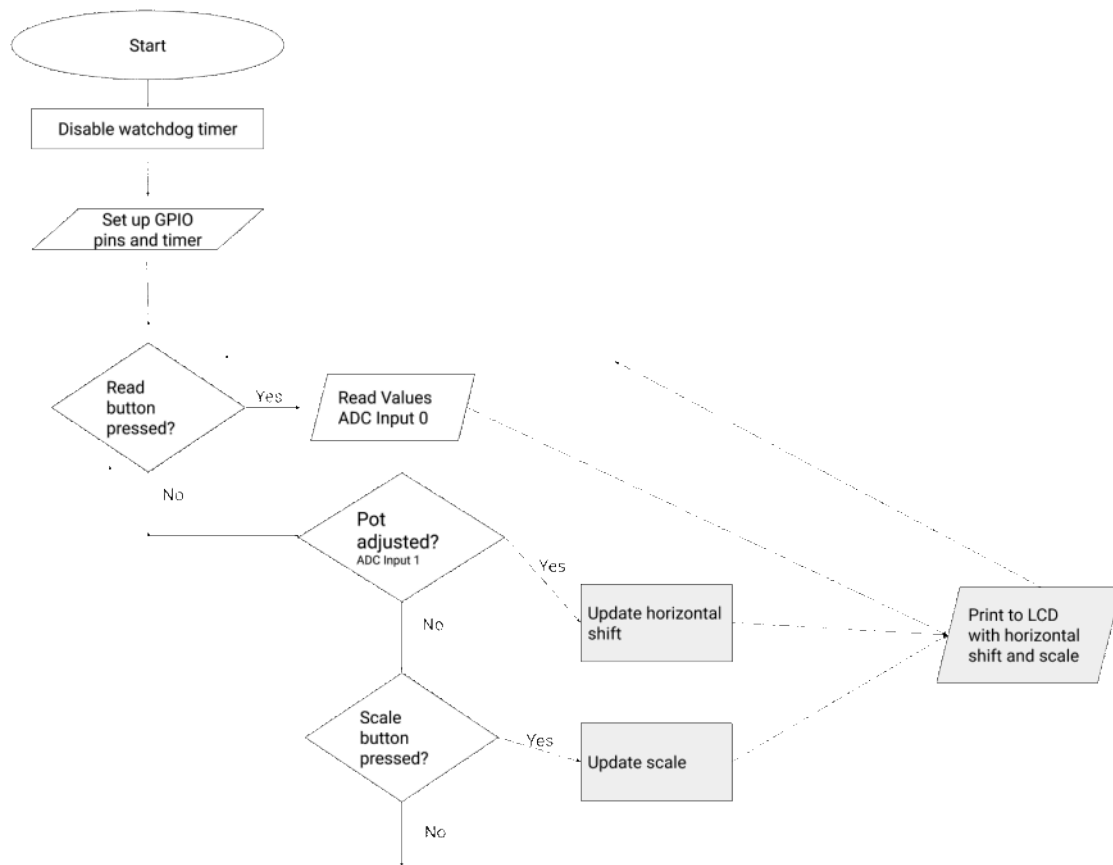 Start
Disable watchdog timer
Set up GPIO
pins and timer
Read
button
pressed?
Yes
Read Values
ADC Input 0
No
Pot
adjusted?
ADC Input 1
Yes
Update horizontal
shift
Print to LCD
with horizontal
shift and scale
No
Scale
button
pressed?
Yes
Update scale
No